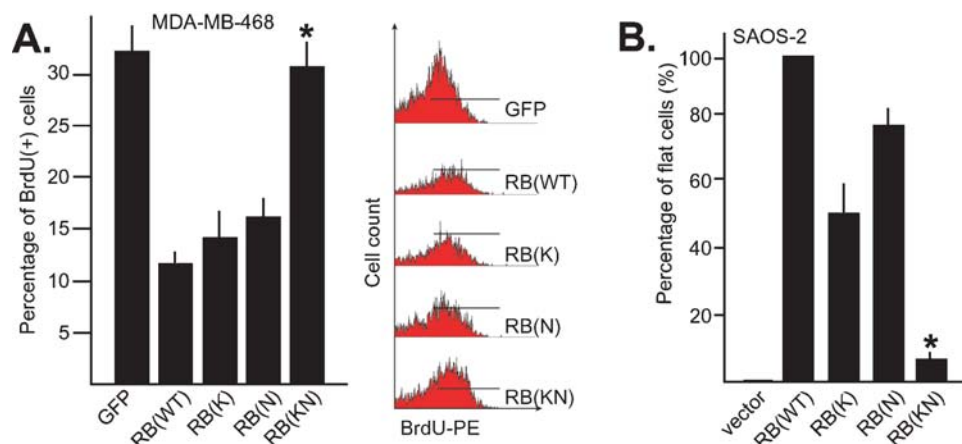 A.
MDA-MB-468
Percentage of BrdU(+) cells
30
25
20
15
10
5
GFP
RB(WT)
RB(K)
RB(N)
RB(KN)
*
Cell count
GFP
RB(WT)
RB(K)
RB(N)
RB(KN)
BrdU-PE
B.
SAOS-2
Percentage of flat cells (%)
100
80
60
40
20
vector
RB(WT)
RB(K)
RB(N)
RB(KN)
*